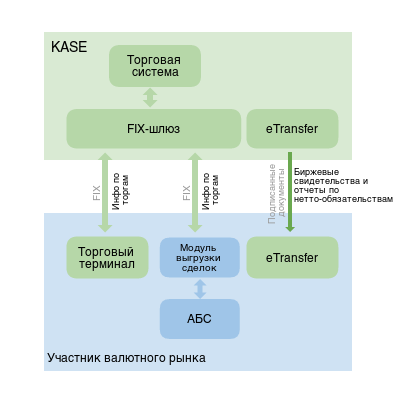 KASE
Торговая
система
FIX-шлюз
eTransfer
FIX
Инфо по
торгам
FIX
Инфо по
торгам
Подписанные
документы
Биржевые
свидетельства и
отчеты по
нетто-обязательствам
Торговый
терминал
Модуль
выгрузки
сделок
eTransfer
АБС
Участник валютного рынка